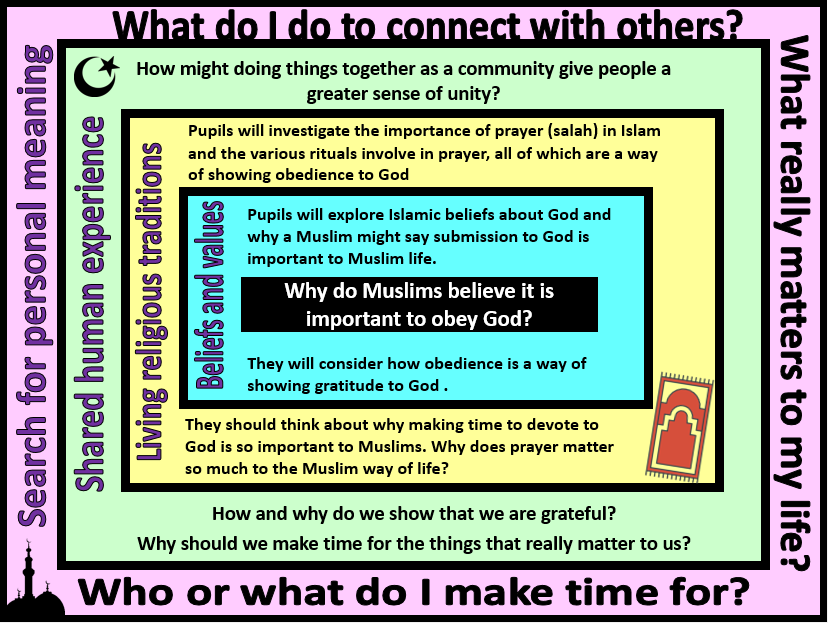 What do I do to connect with others?
Search for personal meaning
What really matters to my life?
Who or what do I make time for?
Shared human experience
How might doing things together as a community give people a
greater sense of unity?
How and why do we show that we are grateful?
Why should we make time for the things that really matter to us?
Living religious traditions
Pupils will investigate the importance of prayer (salah) in Islam
and the various rituals involve in prayer, all of which are a way
of showing obedience to God
They should think about why making time to devote to
God is so important to Muslims. Why does prayer matter
so much to the Muslim way of life?
Beliefs and values
Pupils will explore Islamic beliefs about God and
why a Muslim might say submission to God is
important to Muslim life.
Why do Muslims believe it is
important to obey God?
They will consider how obedience is a way of
showing gratitude to God .